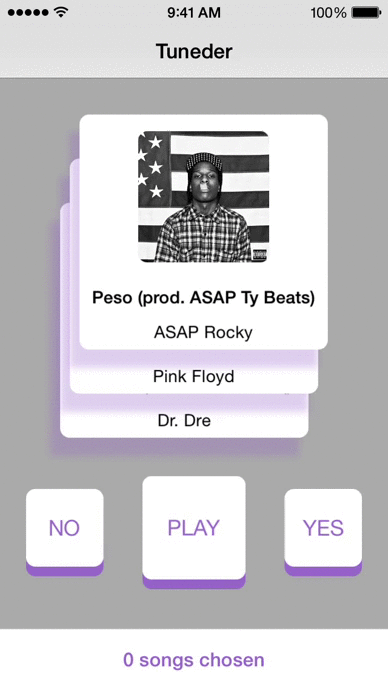 9:41 AM
100%
Tuneder
Peso (prod. ASAP Ty Beats)
ASAP Rocky
Pink Floyd
Dr. Dre
NO
PLAY
YES
0 songs chosen